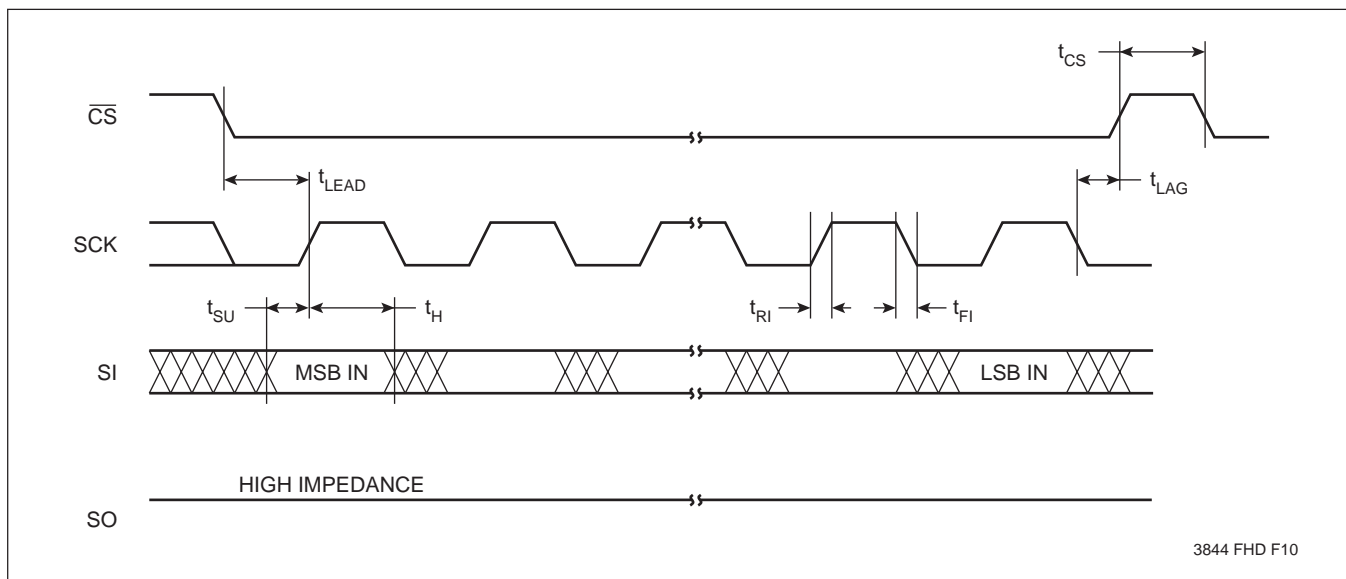 t_CS
C̅S̅
t_LEAD
t_LAG
SCK
t_SU
t_H
t_RI
t_FI
SI
MSB IN
LSB IN
HIGH IMPEDANCE
SO
3844 FHD F10